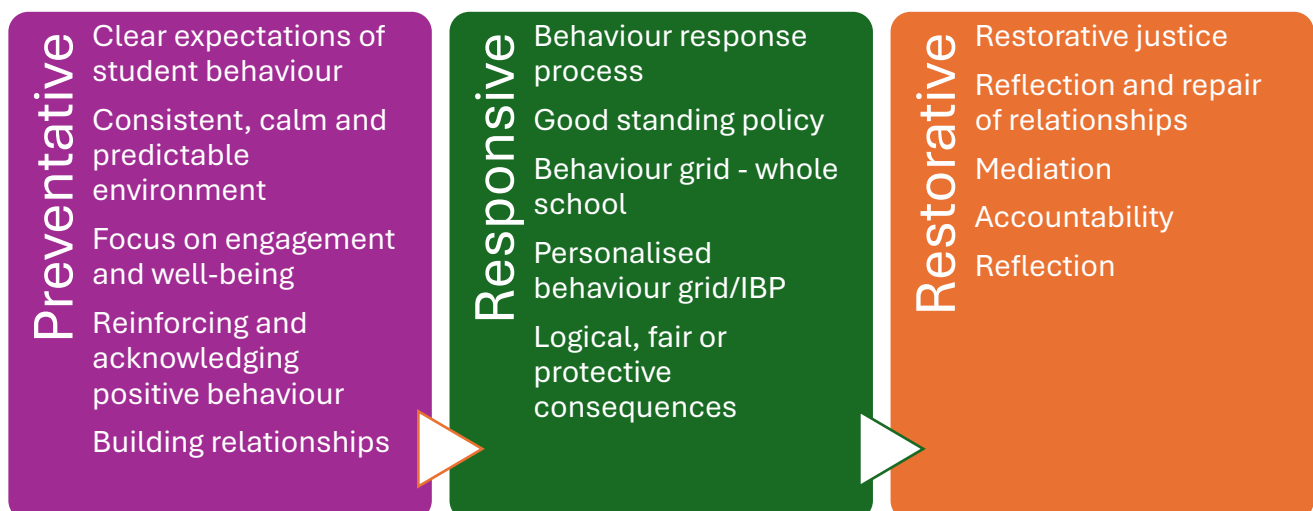 Preventative
Clear expectations of
student behaviour
Consistent, calm and
predictable
environment
Focus on engagement
and well-being
Reinforcing and
acknowledging
positive behaviour
Building relationships
Responsive
Behaviour response
process
Good standing policy
Behaviour grid - whole
school
Personalised
behaviour grid/IBP
Logical, fair or
protective
consequences
Restorative
Restorative justice
Reflection and repair
of relationships
Mediation
Accountability
Reflection